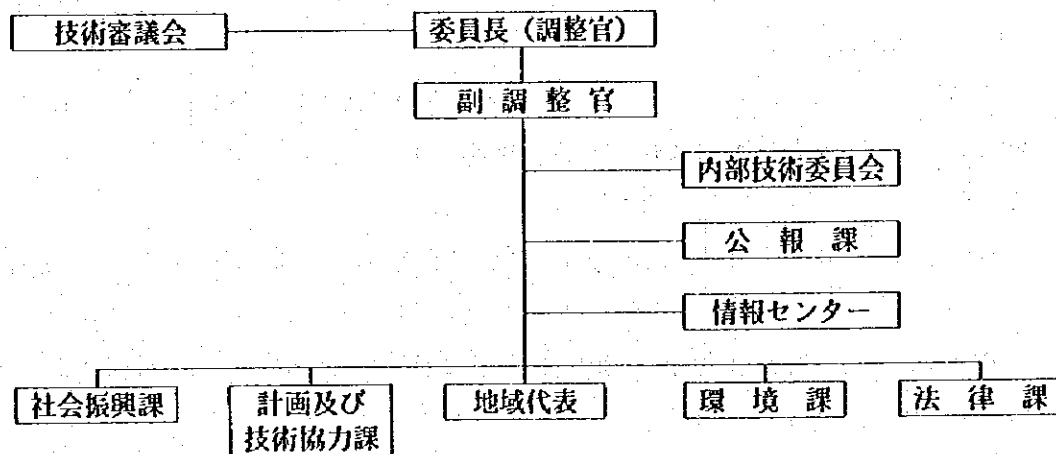 技術審議会
委員長（調整官）
副調整官
内部技術委員会
公報課
情報センター
社会振興課
計画及び
技術協力課
地域代表
環境課
法律課